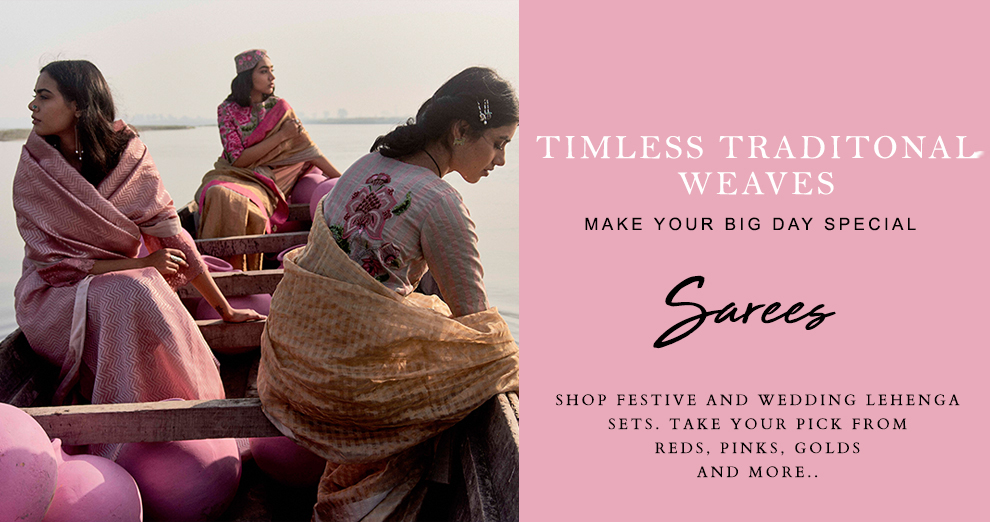 TIMLESS TRADITONAL
WEAVES
MAKE YOUR BIG DAY SPECIAL
Sarees
SHOP FESTIVE AND WEDDING LEHENGA
SETS. TAKE YOUR PICK FROM
REDS, PINKS, GOLDS
AND MORE..